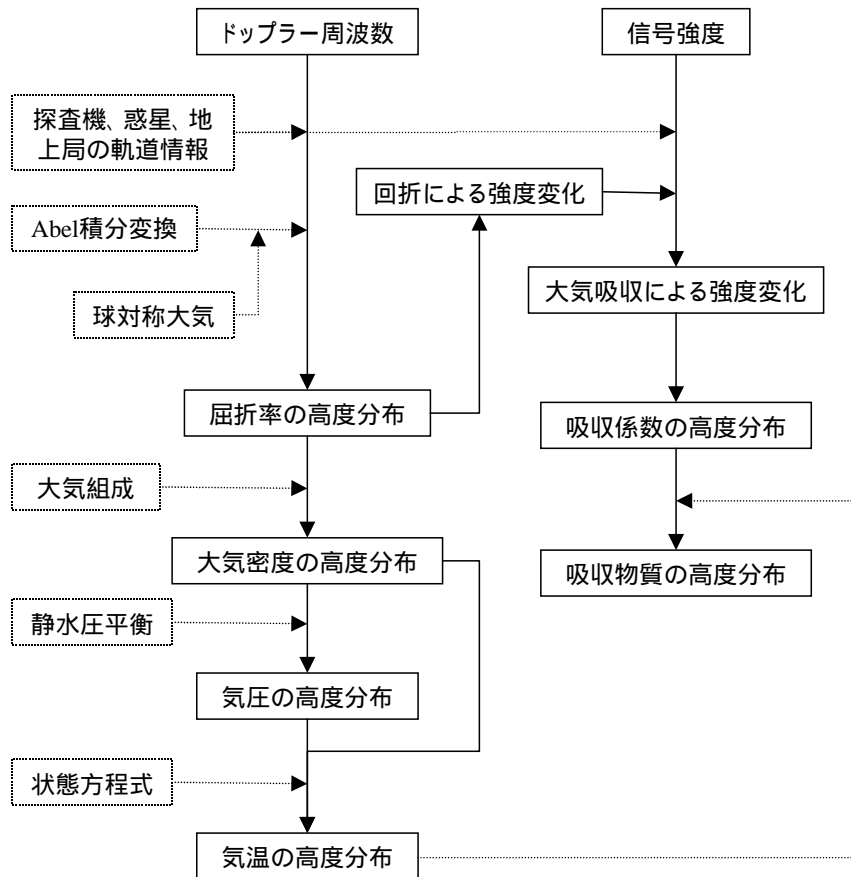 ドップラー周波数
信号強度
探査機、惑星、地
上局の軌道情報
回折による強度変化
Abel積分変換
大気吸収による強度変化
球対称大気
屈折率の高度分布
吸収係数の高度分布
大気組成
大気密度の高度分布
吸収物質の高度分布
静水圧平衡
気圧の高度分布
状態方程式
気温の高度分布